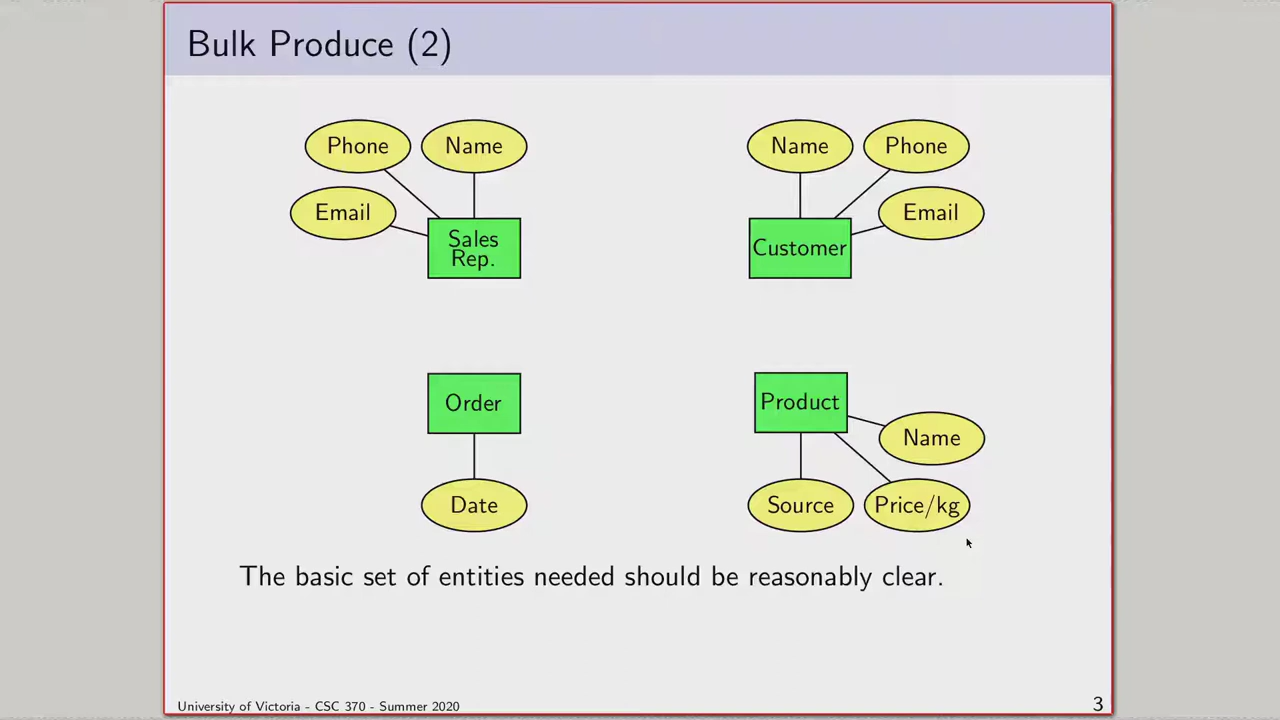 Bulk Produce (2)
Phone
Name
Email
Sales
Rep.
Name
Phone
Email
Customer
Order
Date
Product
Name
Source
Price/kg
The basic set of entities needed should be reasonably clear.
University of Victoria - CSC 370 - Summer 2020
3